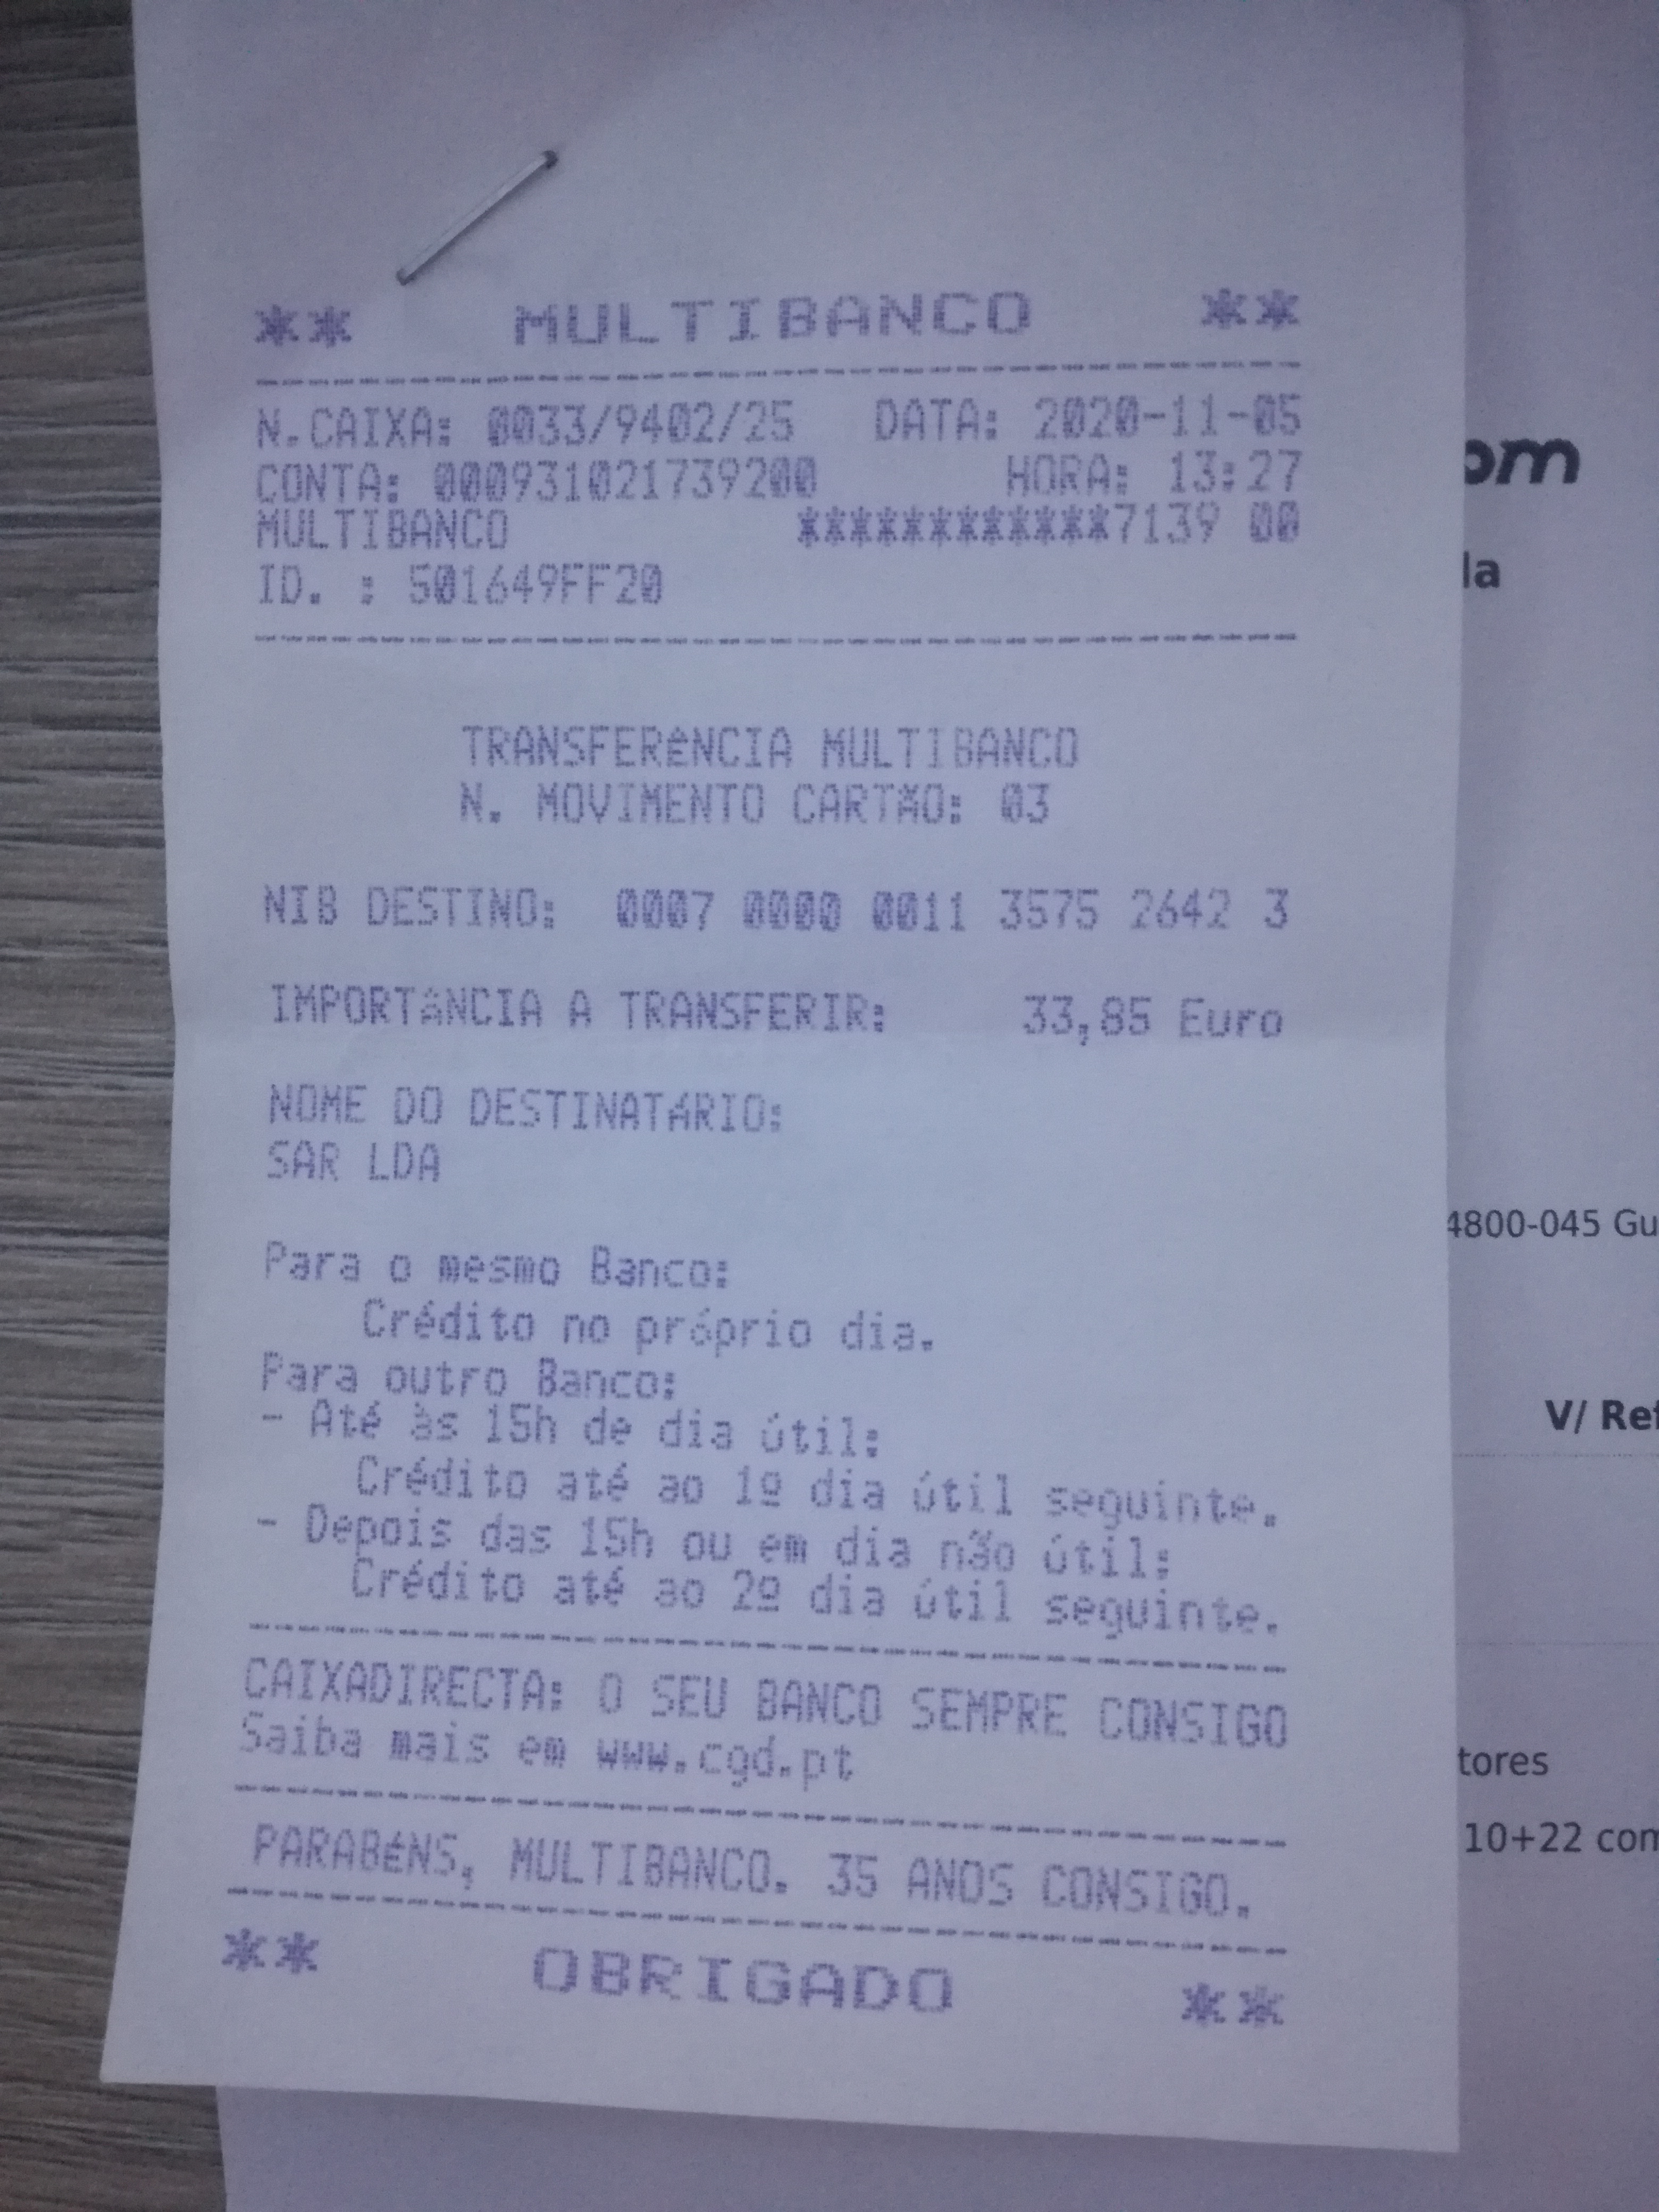 ** MULTIBANCO **
N.CAIXA: 0033/9402/25 DATA: 2020-11-05
CONTA: 000931021739200 HORA: 13:27
MULTIBANCO ************7139 00
ID. : 501649FF20
TRANSFERÊNCIA MULTIBANCO
N. MOVIMENTO CARTÃO: 03
NIB DESTINO: 0007 0000 0011 3575 2642 3
IMPORTÂNCIA A TRANSFERIR: 33,85 Euro
NOME DO DESTINATÁRIO:
SAR LDA
Para o mesmo Banco:
Crédito no próprio dia.
Para outro Banco:
- Até às 15h de dia útil:
Crédito até ao 1º dia útil seguinte.
- Depois das 15h ou em dia não útil:
Crédito até ao 2º dia útil seguinte.
CAIXADIRECTA: O SEU BANCO SEMPRE CONSIGO
Saiba mais em www.cgd.pt
PARABÉNS, MULTIBANCO. 35 ANOS CONSIGO.
** OBRIGADO **
om
la
4800-045 Gu
V/ Ref
tores
10+22 com